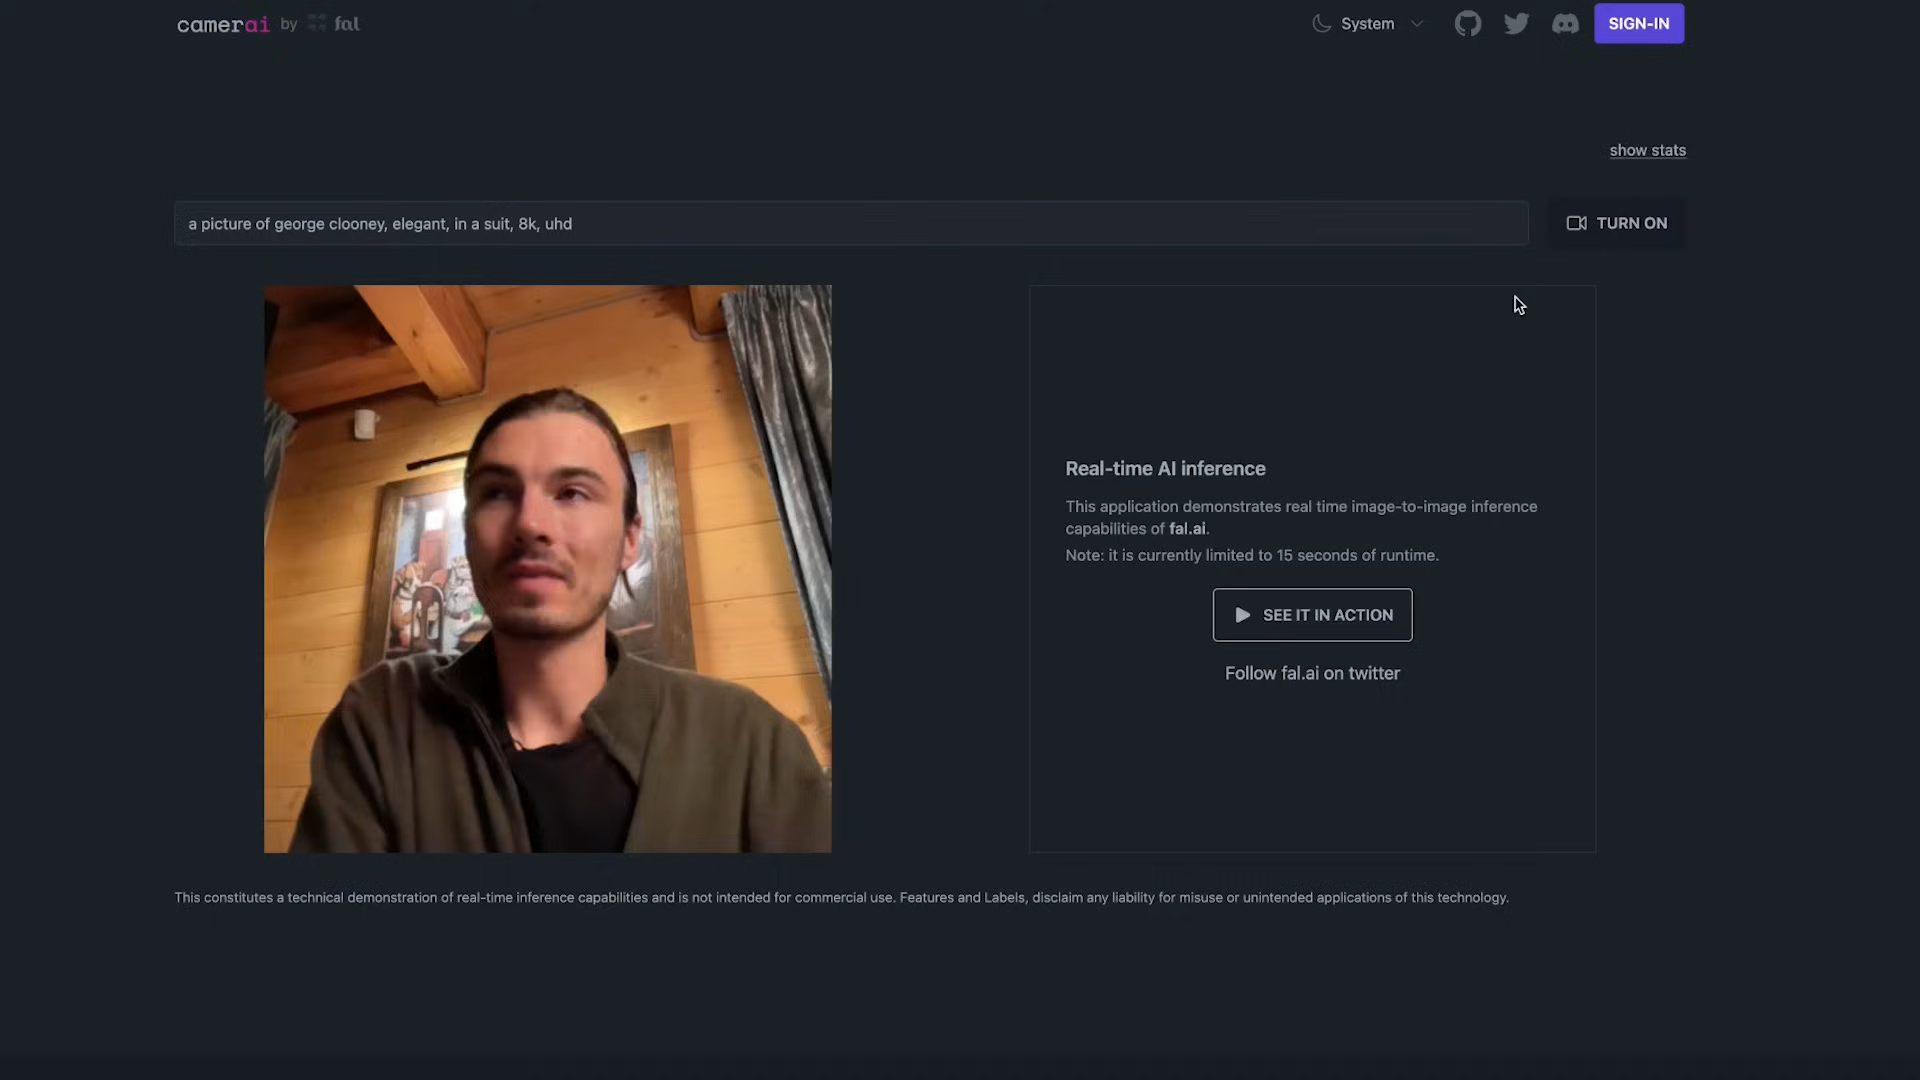 camerai by fal
System
SIGN-IN
show stats
a picture of george clooney, elegant, in a suit, 8k, uhd
TURN ON
Real-time AI inference
This application demonstrates real time image-to-image inference
capabilities of fal.ai.
Note: it is currently limited to 15 seconds of runtime.
SEE IT IN ACTION
Follow fal.ai on twitter
This constitutes a technical demonstration of real-time inference capabilities and is not intended for commercial use. Features and Labels, disclaim any liability for misuse or unintended applications of this technology.